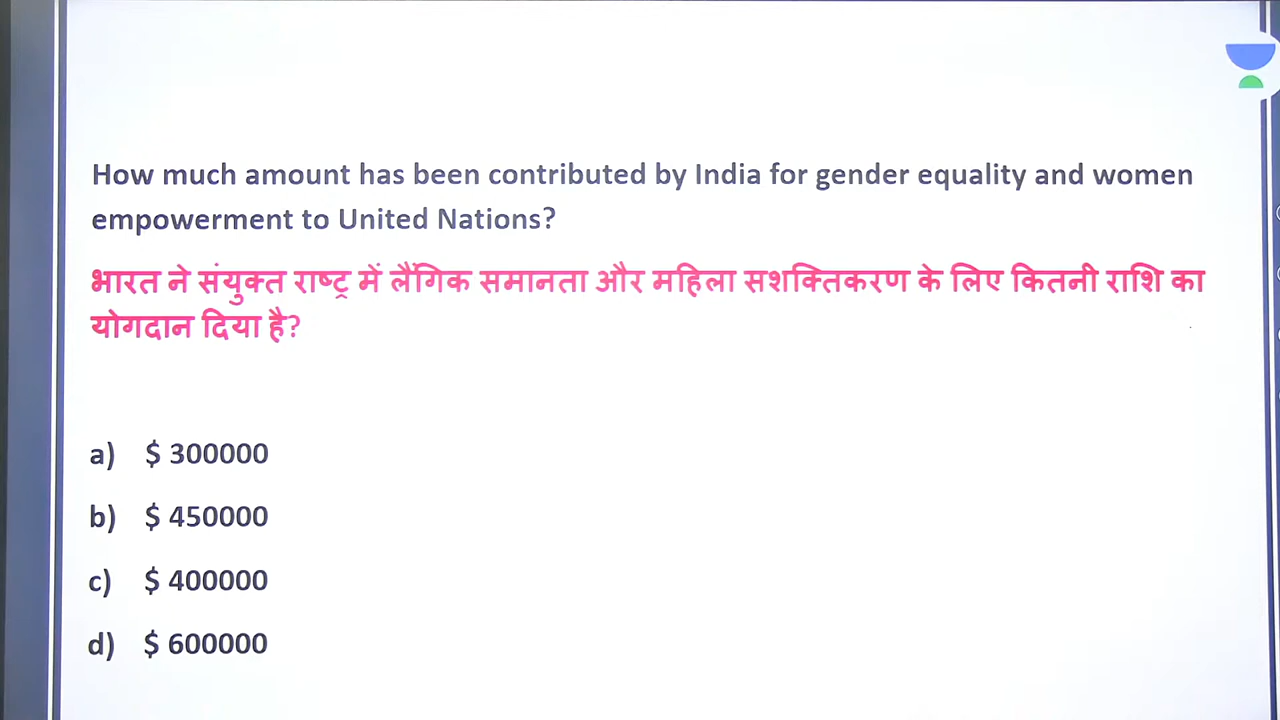 How much amount has been contributed by India for gender equality and women
empowerment to United Nations?
भारत ने संयुक्त राष्ट्र में लैंगिक समानता और महिला सशक्तिकरण के लिए कितनी राशि का
योगदान दिया है?
a) $ 300000
b) $ 450000
c) $ 400000
d) $ 600000